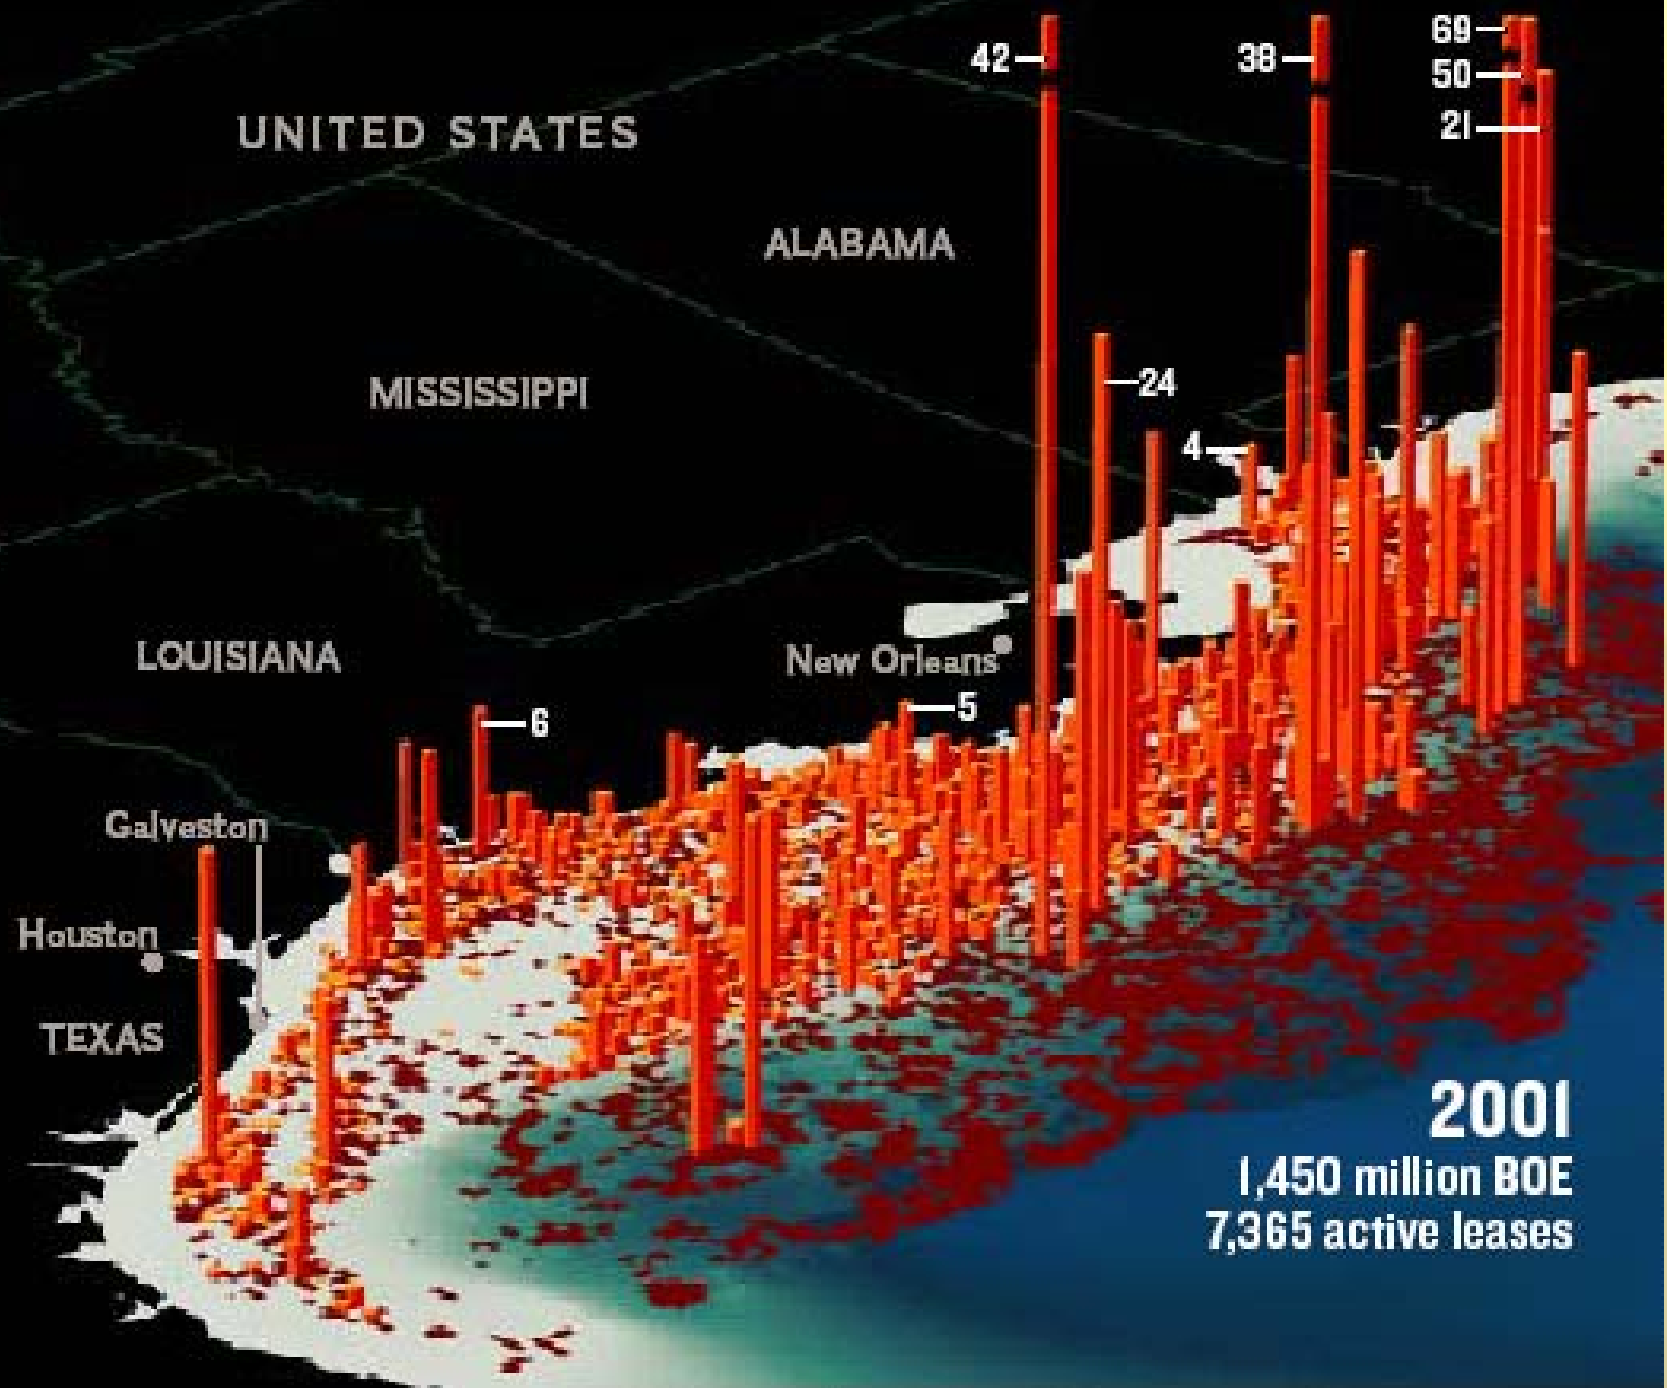 42
38
69
50
21
UNITED STATES
ALABAMA
24
MISSISSIPPI
4
LOUISIANA
New Orleans
5
6
Galveston
Houston
TEXAS
2001
1,450 million BOE
7,365 active leases